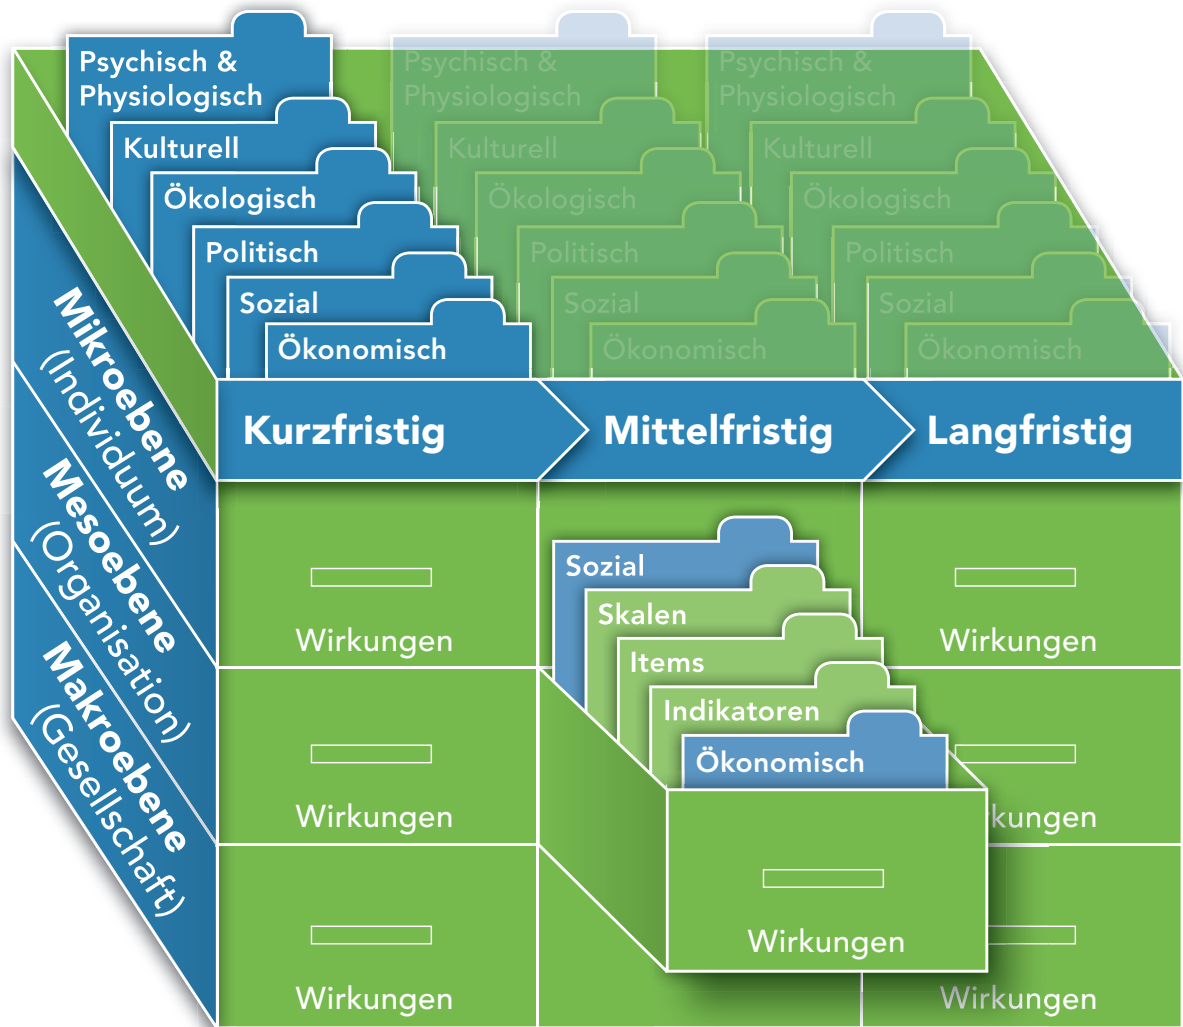 Psychisch &
Physiologisch
Kulturell
Ökologisch
Politisch
Sozial
Ökonomisch
Psychisch &
Physiologisch
Kulturell
Ökologisch
Politisch
Sozial
Ökonomisch
Psychisch &
Physiologisch
Kulturell
Ökologisch
Politisch
Sozial
Ökonomisch
Kurzfristig
Mittelfristig
Langfristig
Mikroebene
(Individuum)
Mesoebene
(Organisation)
Makroebene
(Gesellschaft)
Wirkungen
Sozial
Skalen
Items
Indikatoren
Ökonomisch
Wirkungen
Wirkungen
Wirkungen
kungen
Wirkungen
Wirkungen
Wirkungen